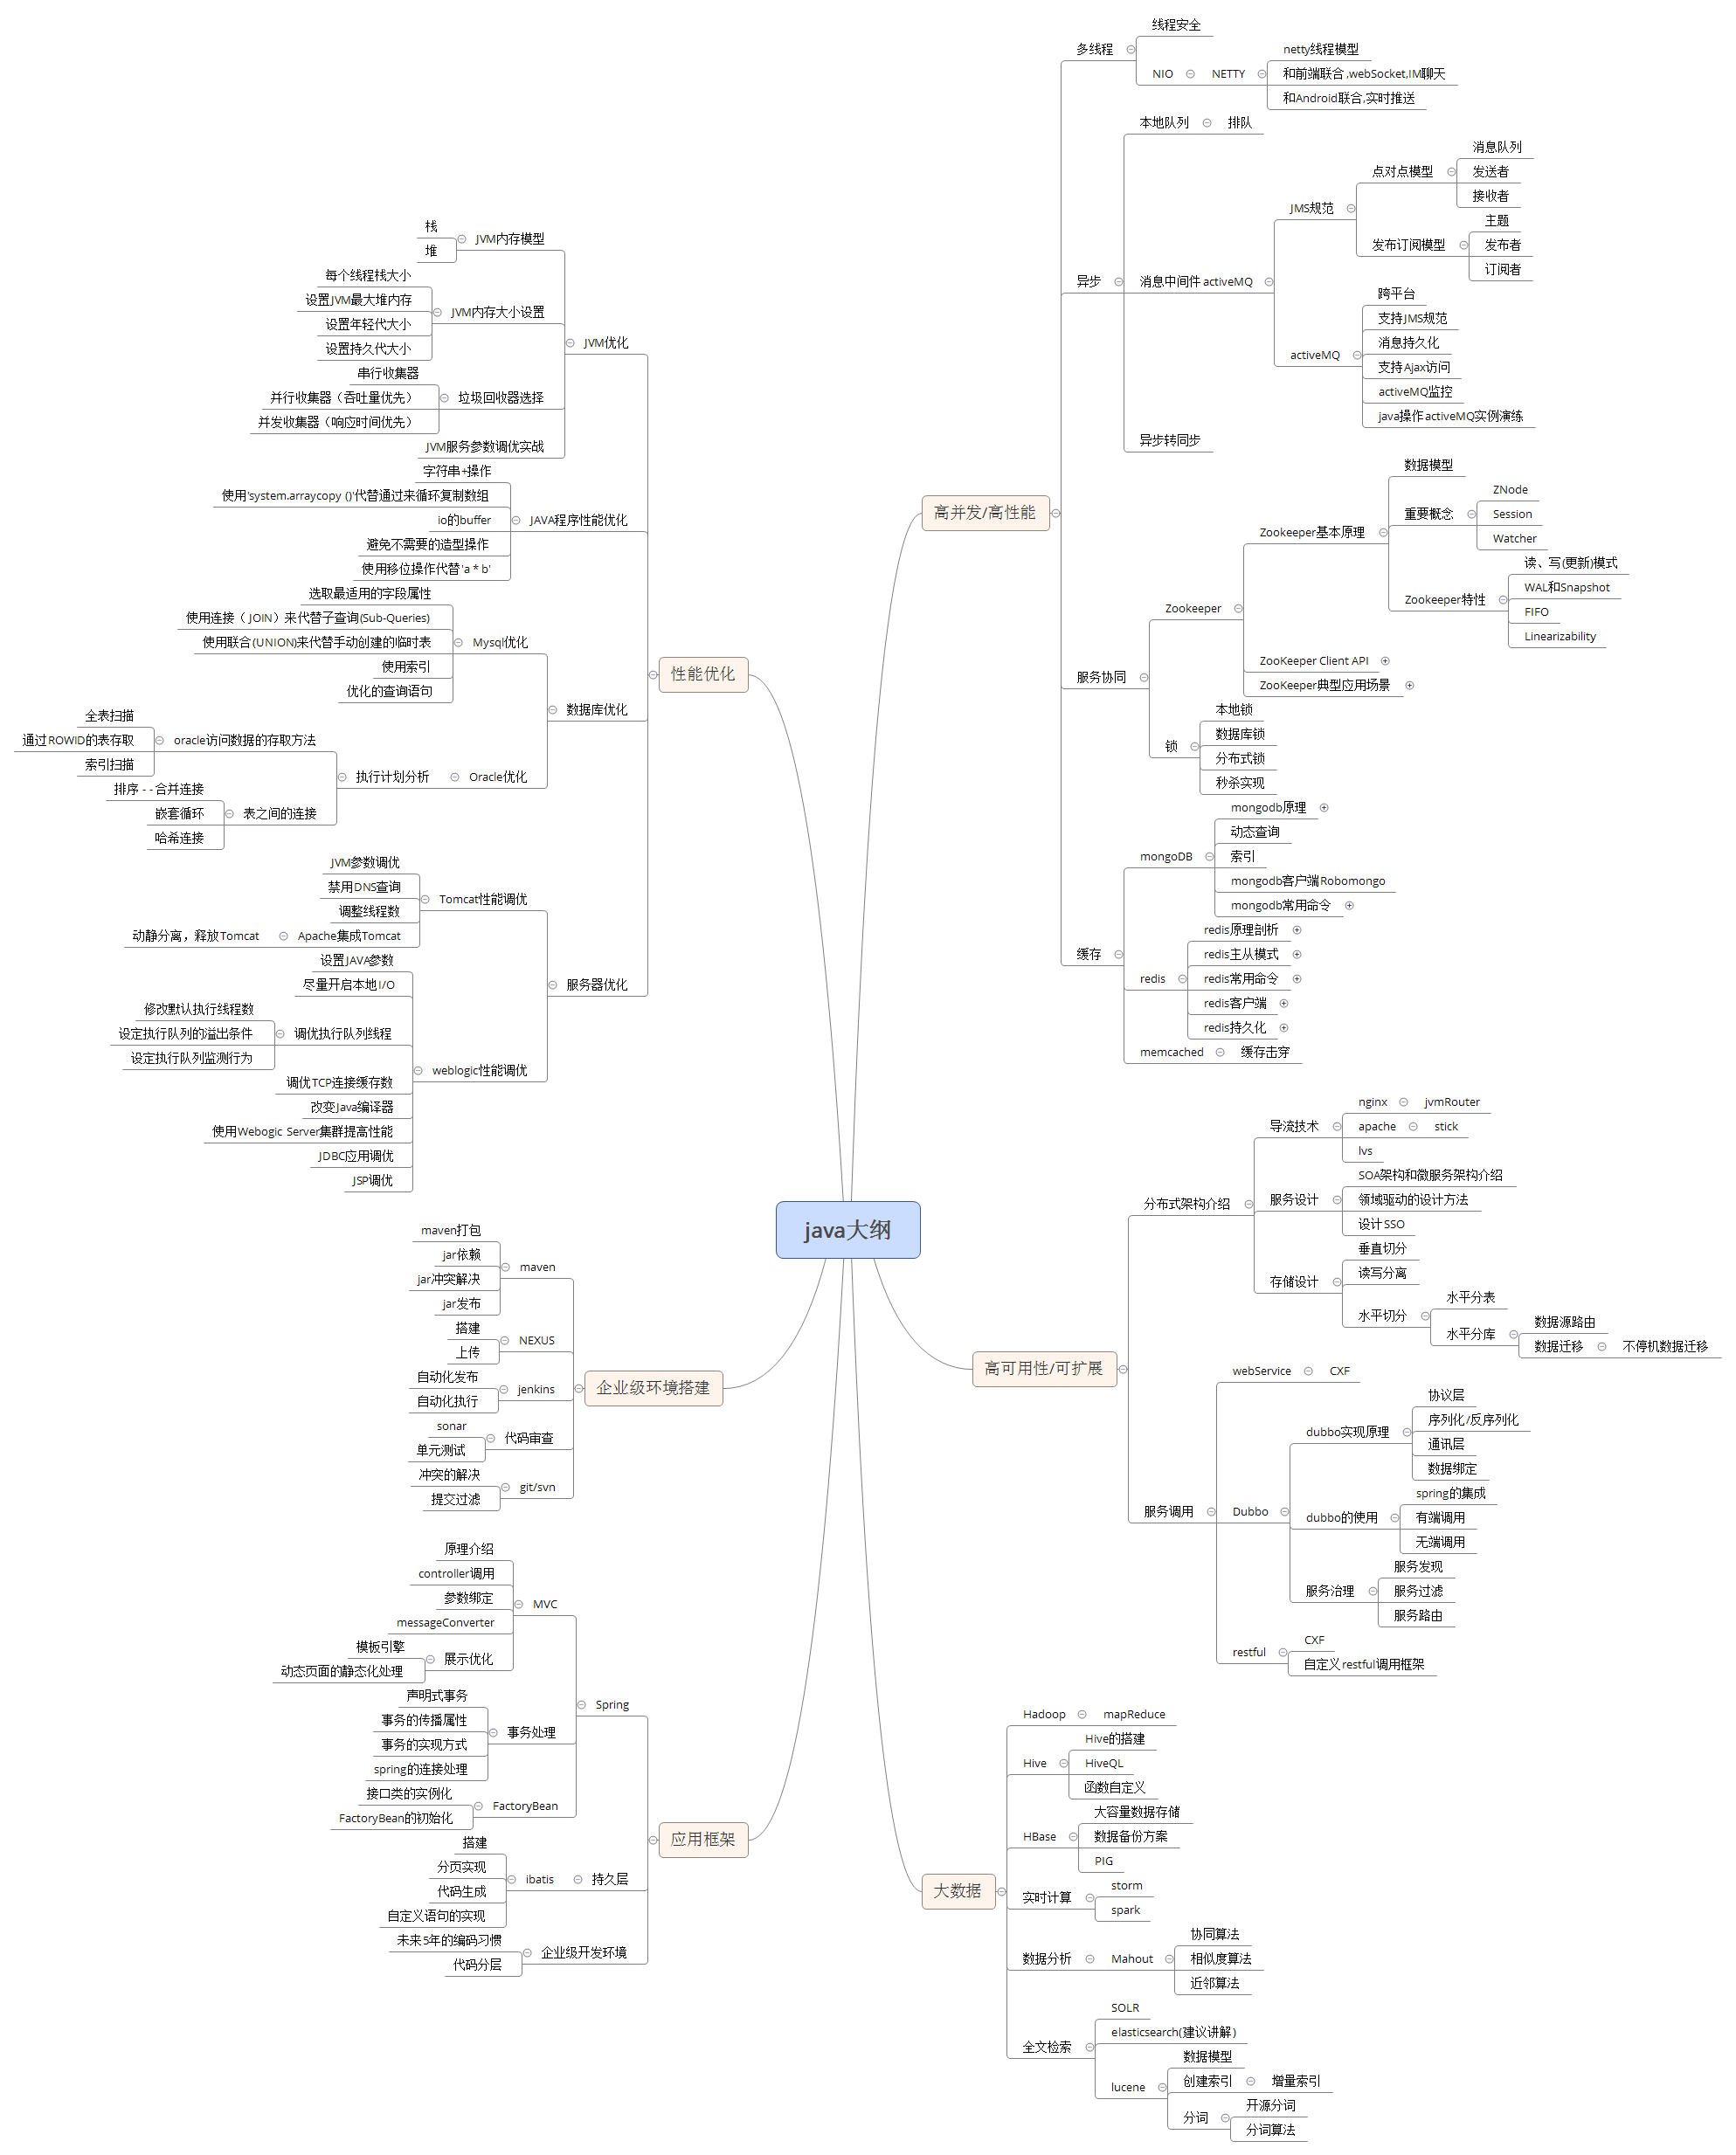 java大纲
高并发/高性能
多线程
线程安全
NIO
NETTY
netty线程模型
和前端联合,webSocket,IM聊天
和Android联合,实时推送
异步
本地队列
排队
消息中间件 activeMQ
JMS规范
点对点模型
消息队列
发送者
接收者
发布订阅模型
主题
发布者
订阅者
activeMQ
跨平台
支持JMS规范
消息持久化
支持Ajax访问
activeMQ监控
java操作activeMQ实例演练
异步转同步
服务协同
Zookeeper
Zookeeper基本原理
数据模型
重要概念
ZNode
Session
Watcher
Zookeeper特性
读、写(更新)模式
WAL和Snapshot
FIFO
Linearizability
ZooKeeper Client API
ZooKeeper典型应用场景
锁
本地锁
数据库锁
分布式锁
秒杀实现
缓存
mongoDB
mongodb原理
动态查询
索引
mongodb客户端Robomongo
mongodb常用命令
redis
redis原理剖析
redis主从模式
redis常用命令
redis客户端
redis持久化
memcached
缓存击穿
高可用性/可扩展
分布式架构介绍
导流技术
nginx
jvmRouter
apache
stick
lvs
服务设计
SOA架构和微服务架构介绍
领域驱动的设计方法
设计SSO
存储设计
垂直切分
读写分离
水平切分
水平分表
水平分库
数据源路由
数据迁移
不停机数据迁移
服务调用
webService
CXF
Dubbo
dubbo实现原理
协议层
序列化/反序列化
通讯层
数据绑定
dubbo的使用
spring的集成
有端调用
无端调用
服务治理
服务发现
服务过滤
服务路由
restful
CXF
自定义restful调用框架
大数据
Hadoop
mapReduce
Hive
Hive的搭建
HiveQL
函数自定义
HBase
大容量数据存储
数据备份方案
PIG
实时计算
storm
spark
数据分析
Mahout
协同算法
相似度算法
近邻算法
全文检索
SOLR
elasticsearch(建议讲解)
lucene
数据模型
创建索引
增量索引
分词
开源分词
分词算法
性能优化
JVM优化
JVM内存模型
栈
堆
JVM内存大小设置
每个线程栈大小
设置JVM最大堆内存
设置年轻代大小
设置持久代大小
垃圾回收器选择
串行收集器
并行收集器（吞吐量优先）
并发收集器（响应时间优先）
JVM服务参数调优实战
JAVA程序性能优化
字符串+操作
使用'system.arraycopy ()'代替通过来循环复制数组
io的buffer
避免不需要的造型操作
使用移位操作代替'a * b'
数据库优化
Mysql优化
选取最适用的字段属性
使用连接（JOIN）来代替子查询(Sub-Queries)
使用联合(UNION)来代替手动创建的临时表
使用索引
优化的查询语句
Oracle优化
执行计划分析
oracle访问数据的存取方法
全表扫描
通过ROWID的表存取
索引扫描
表之间的连接
排序 - - 合并连接
嵌套循环
哈希连接
服务器优化
Tomcat性能调优
JVM参数调优
禁用DNS查询
调整线程数
Apache集成Tomcat
动静分离，释放Tomcat
weblogic性能调优
设置JAVA参数
尽量开启本地I/O
调优执行队列线程
修改默认执行线程数
设定执行队列的溢出条件
设定执行队列监测行为
调优TCP连接缓存数
改变Java编译器
使用Webogic Server集群提高性能
JDBC应用调优
JSP调优
企业级环境搭建
maven
maven打包
jar依赖
jar冲突解决
jar发布
NEXUS
搭建
上传
jenkins
自动化发布
自动化执行
代码审查
sonar
单元测试
git/svn
冲突的解决
提交过滤
应用框架
Spring
MVC
原理介绍
controller调用
参数绑定
messageConverter
展示优化
模板引擎
动态页面的静态化处理
事务处理
声明式事务
事务的传播属性
事务的实现方式
spring的连接处理
FactoryBean
接口类的实例化
FactoryBean的初始化
持久层
ibatis
搭建
分页实现
代码生成
自定义语句的实现
企业级开发环境
未来5年的编码习惯
代码分层